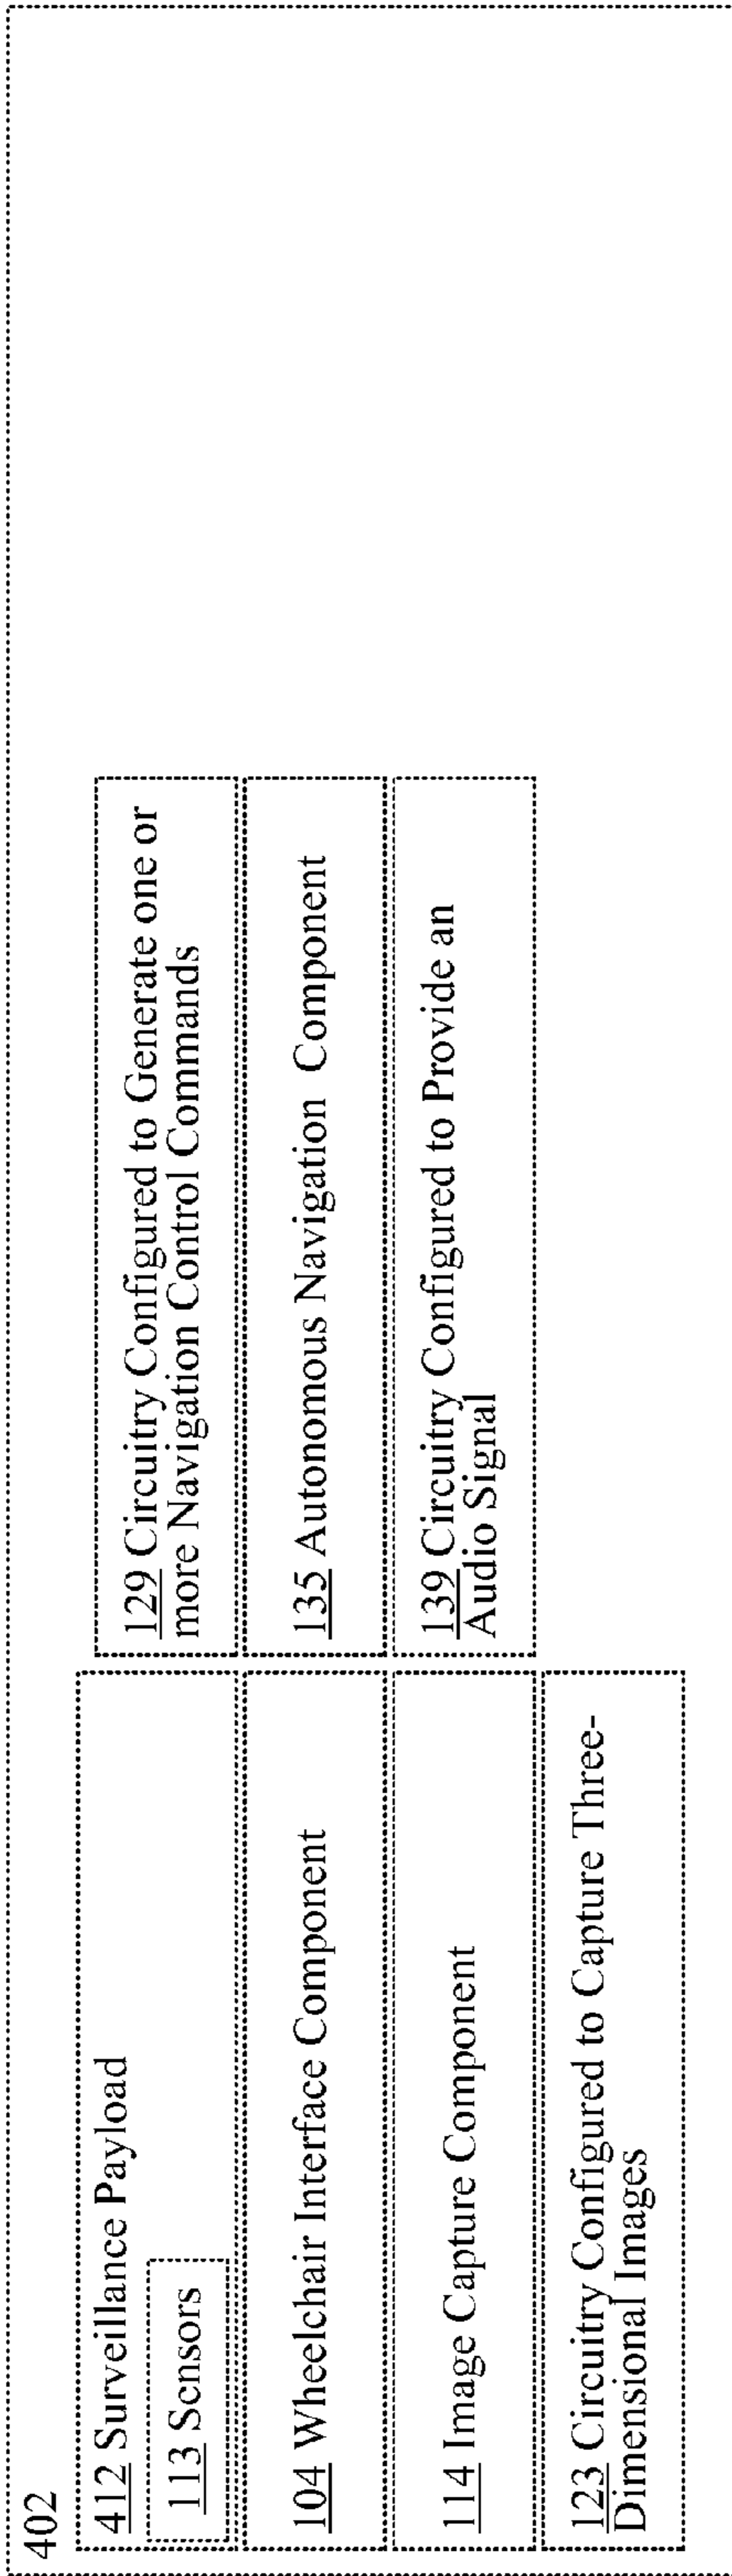 402
412 Surveillance Payload
113 Sensors
104 Wheelchair Interface Component
114 Image Capture Component
123 Circuitry Configured to Capture Three-
Dimensional Images
129 Circuitry Configured to Generate one or
more Navigation Control Commands
135 Autonomous Navigation Component
139 Circuitry Configured to Provide an
Audio Signal